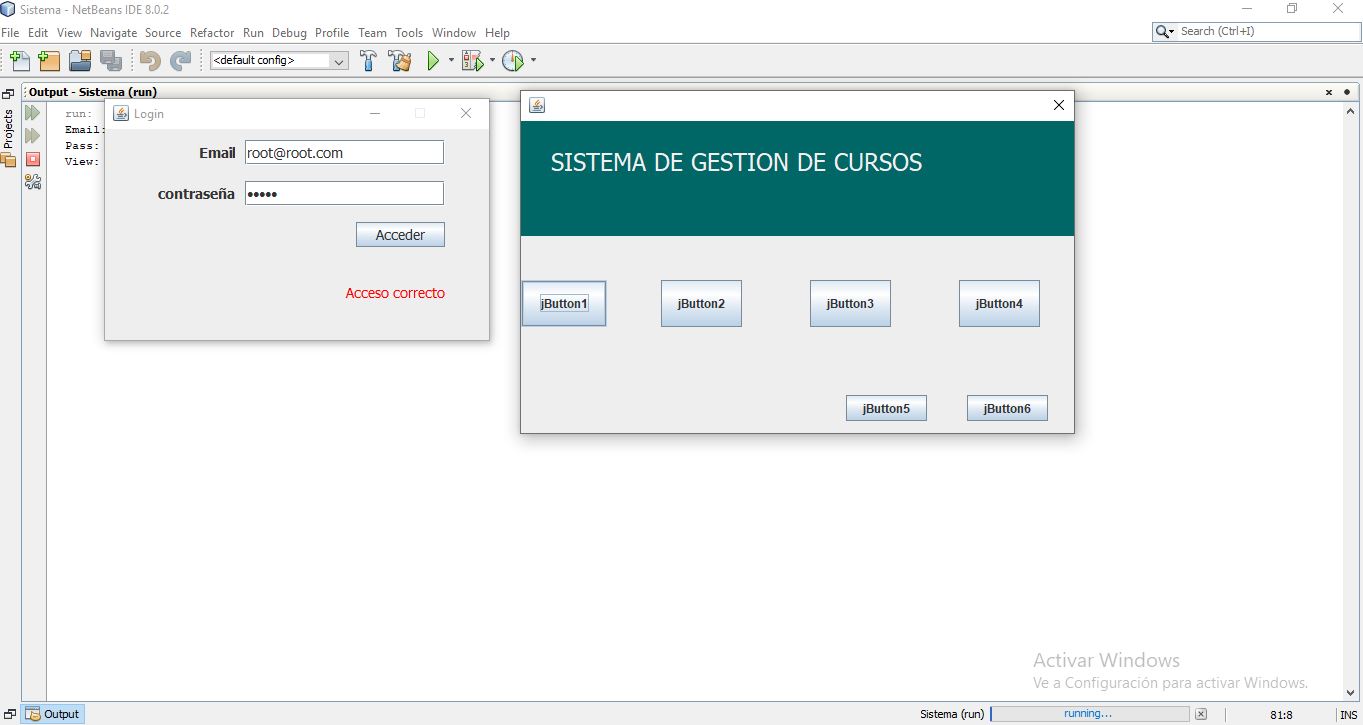 Sistema - NetBeans IDE 8.0.2
File Edit View Navigate Source Refactor Run Debug Profile Team Tools Window Help
Search (Ctrl+I)
<default config>
Output - Sistema (run)
Projects
run:
Email:
Pass:
View:
Login
Email
root@root.com
contraseña
•••••
Acceder
Acceso correcto
SISTEMA DE GESTION DE CURSOS
jButton1
jButton2
jButton3
jButton4
jButton5
jButton6
Activar Windows
Ve a Configuración para activar Windows.
Output
Sistema (run)
running...
81:8
INS